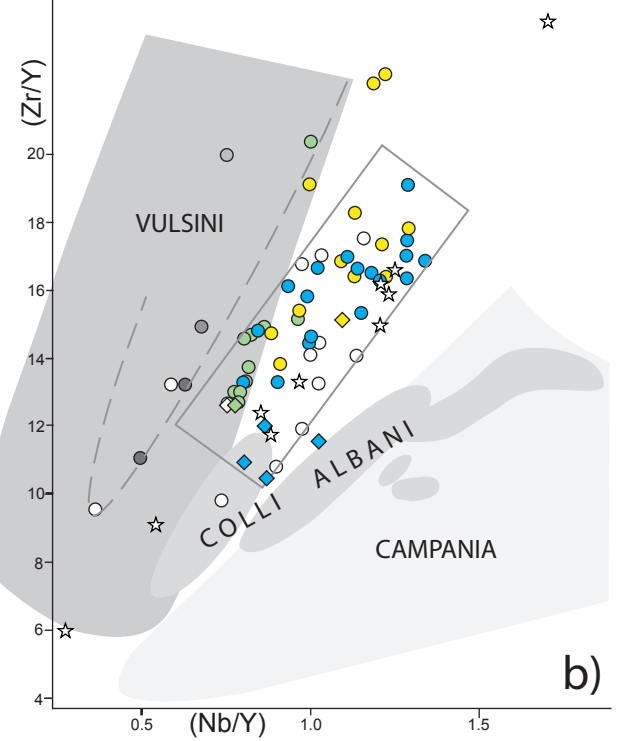 (Zr/Y)
20
18
16
14
12
10
8
6
4
VULSINI
COLLI ALBANI
CAMPANIA
b)
0.5
(Nb/Y)
1.0
1.5